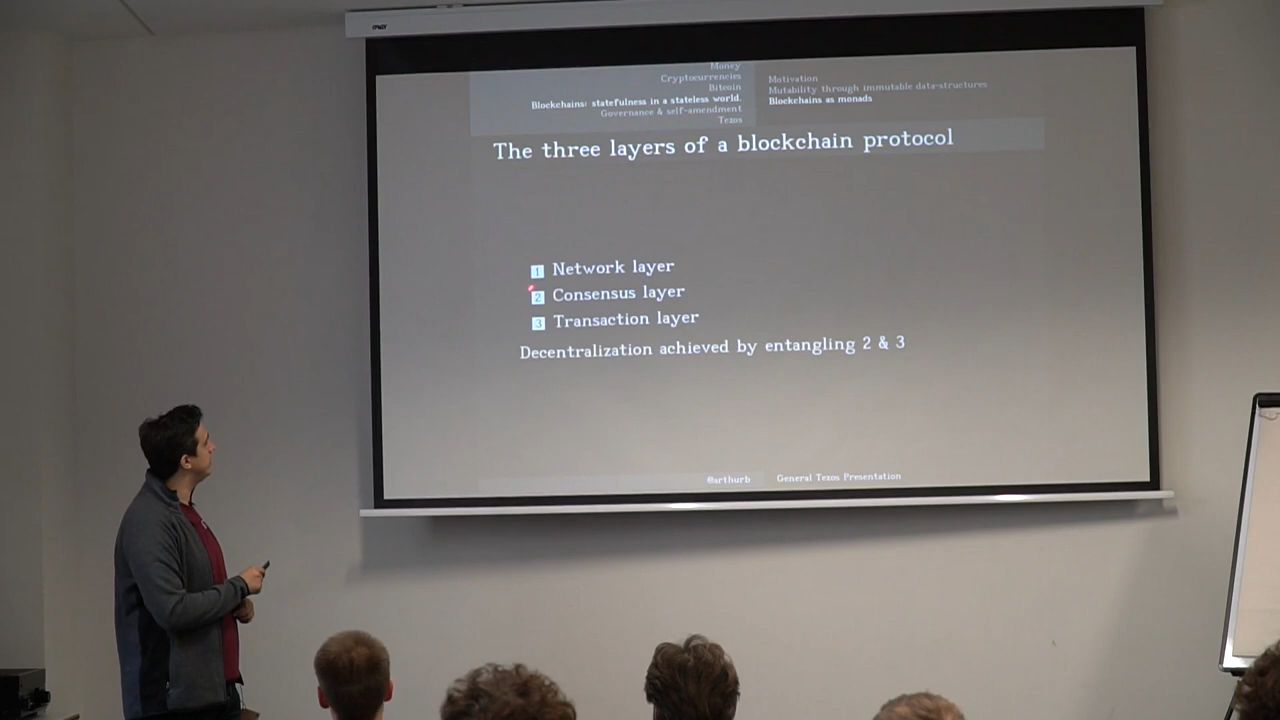 Money
Cryptocurrencies
Bitcoin
Blockchains: statefulness in a stateless world.
Governance & self-amendment
Tezos
Motivation
Mutability through immutable data-structures
Blockchains as monads
The three layers of a blockchain protocol
1 Network layer
2 Consensus layer
3 Transaction layer
Decentralization achieved by entangling 2 & 3
@arthurb General Tezos Presentation